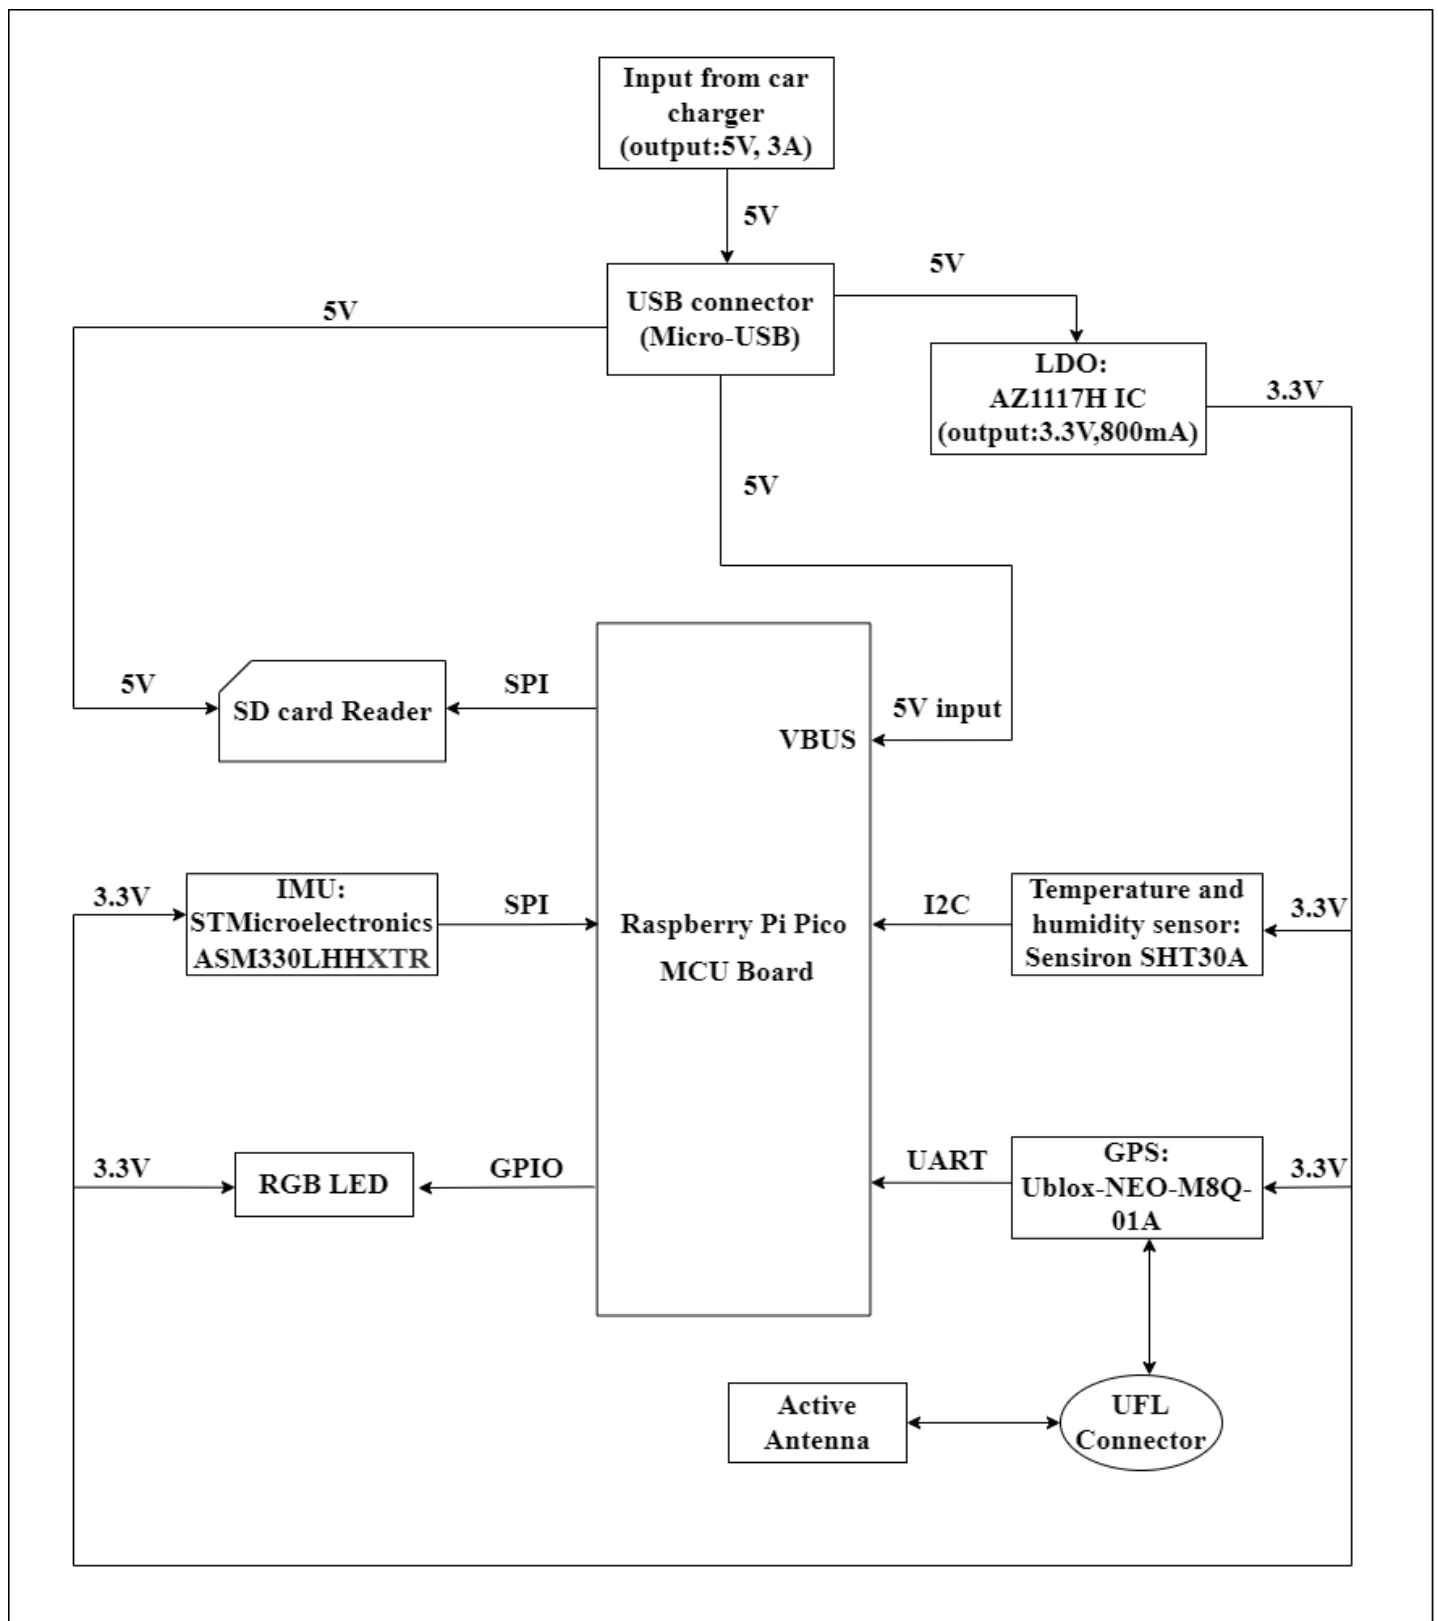 Input from car
charger
(output:5V, 3A)
5V
5V
5V
USB connector
(Micro-USB)
LDO:
AZ1117H IC
(output:3.3V,800mA)
3.3V
5V
5V
SD card Reader
SPI
5V input
VBUS
3.3V
IMU:
STMicroelectronics
ASM330LHHXTR
SPI
Raspberry Pi Pico
MCU Board
I2C
Temperature and
humidity sensor:
Sensiron SHT30A
3.3V
3.3V
RGB LED
GPIO
UART
GPS:
Ublox-NEO-M8Q-
01A
3.3V
Active
Antenna
UFL
Connector